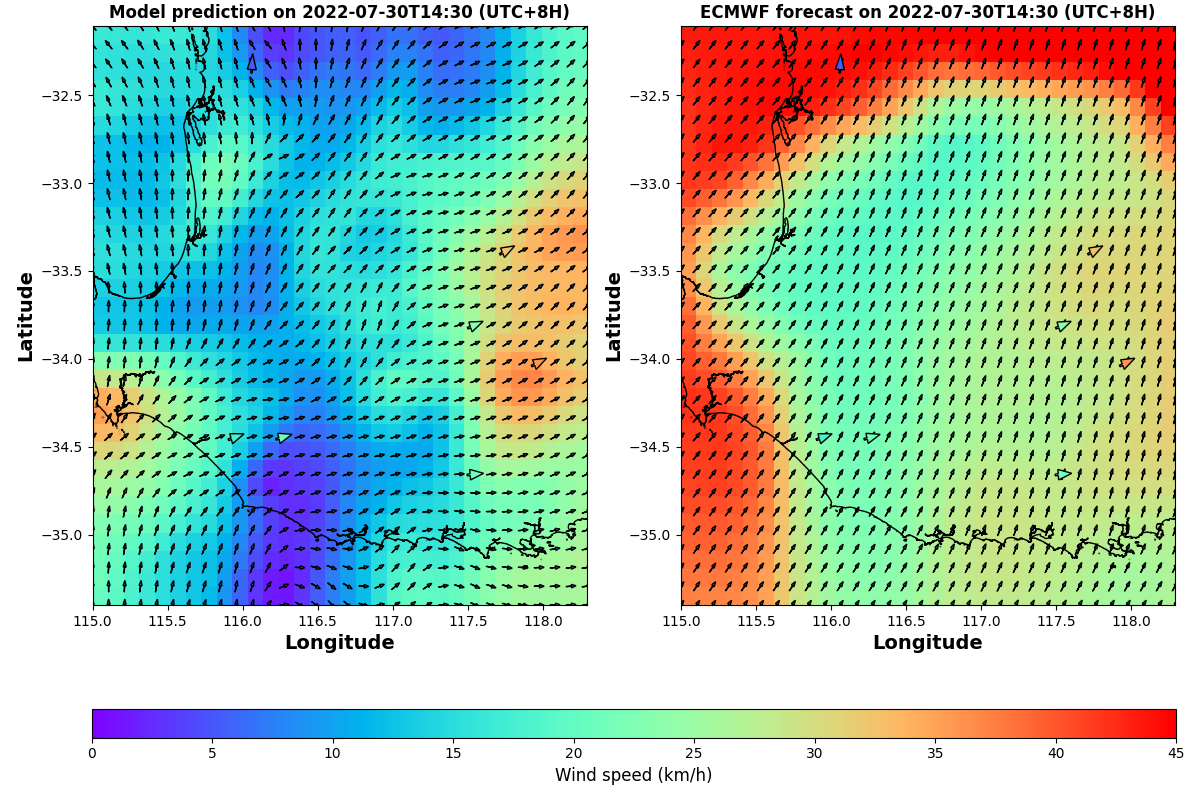 Model prediction on 2022-07-30T14:30 (UTC+8H) ECMWF forecast on 2022-07-30T14:30 (UTC+8H)
−32.5 −32.5
−33.0 −33.0
−33.5 −33.5
Latitude Latitude
−34.0 −34.0
−34.5 −34.5
−35.0 −35.0
115.0 115.5 116.0 116.5 117.0 117.5 118.0 115.0 115.5 116.0 116.5 117.0 117.5 118.0
Longitude Longitude
0 5 10 15 20 25 30 35 40 45
Wind speed (km/h)